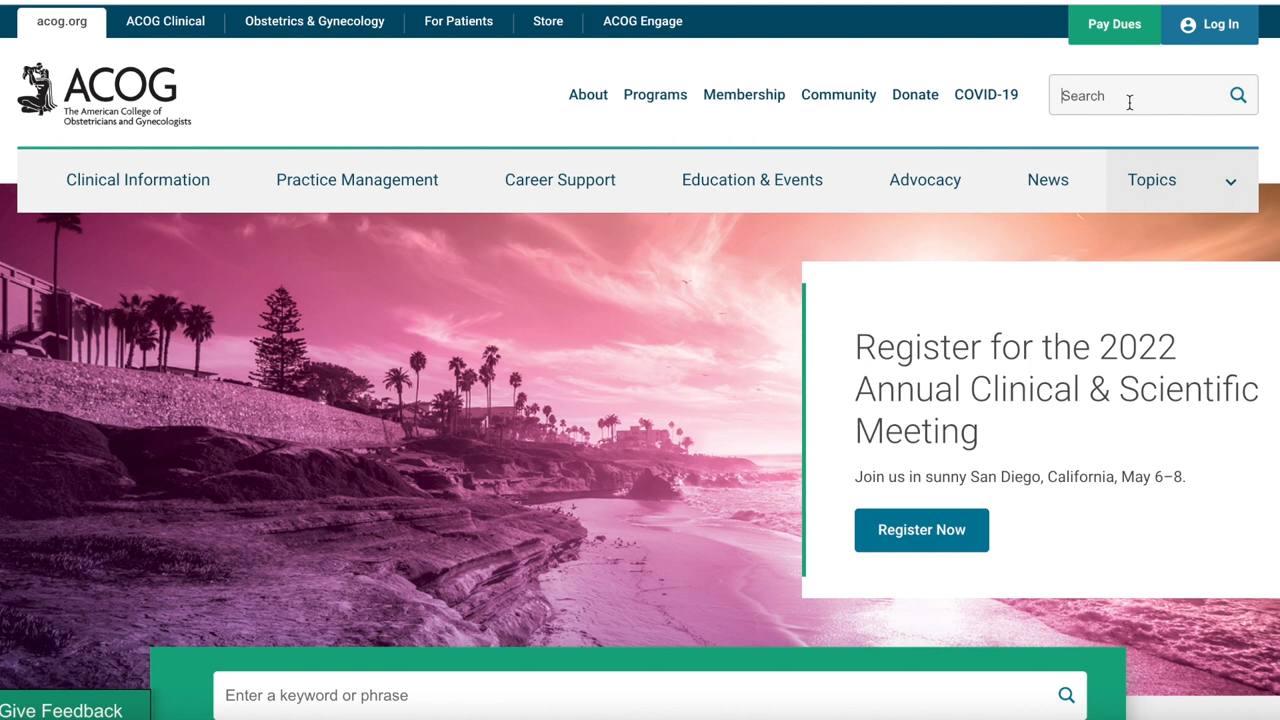 acog.org ACOG Clinical Obstetrics & Gynecology For Patients Store ACOG Engage Pay Dues Log In
ACOG
The American College of
Obstetricians and Gynecologists
About Programs Membership Community Donate COVID-19 Search
Clinical Information Practice Management Career Support Education & Events Advocacy News Topics
Register for the 2022
Annual Clinical & Scientific
Meeting
Join us in sunny San Diego, California, May 6–8.
Register Now
Enter a keyword or phrase
Give Feedback